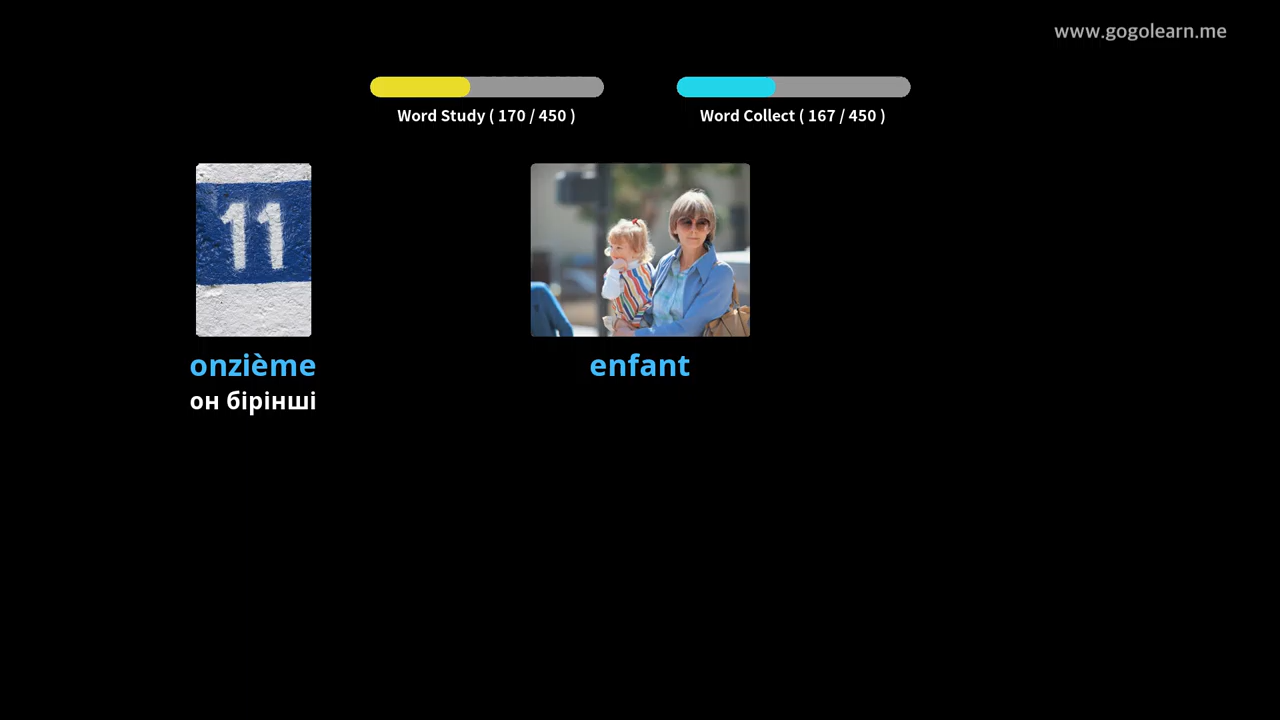 www.gogolearn.me
Word Study ( 170 / 450 )
Word Collect ( 167 / 450 )
11
onzième
он бірінші
enfant